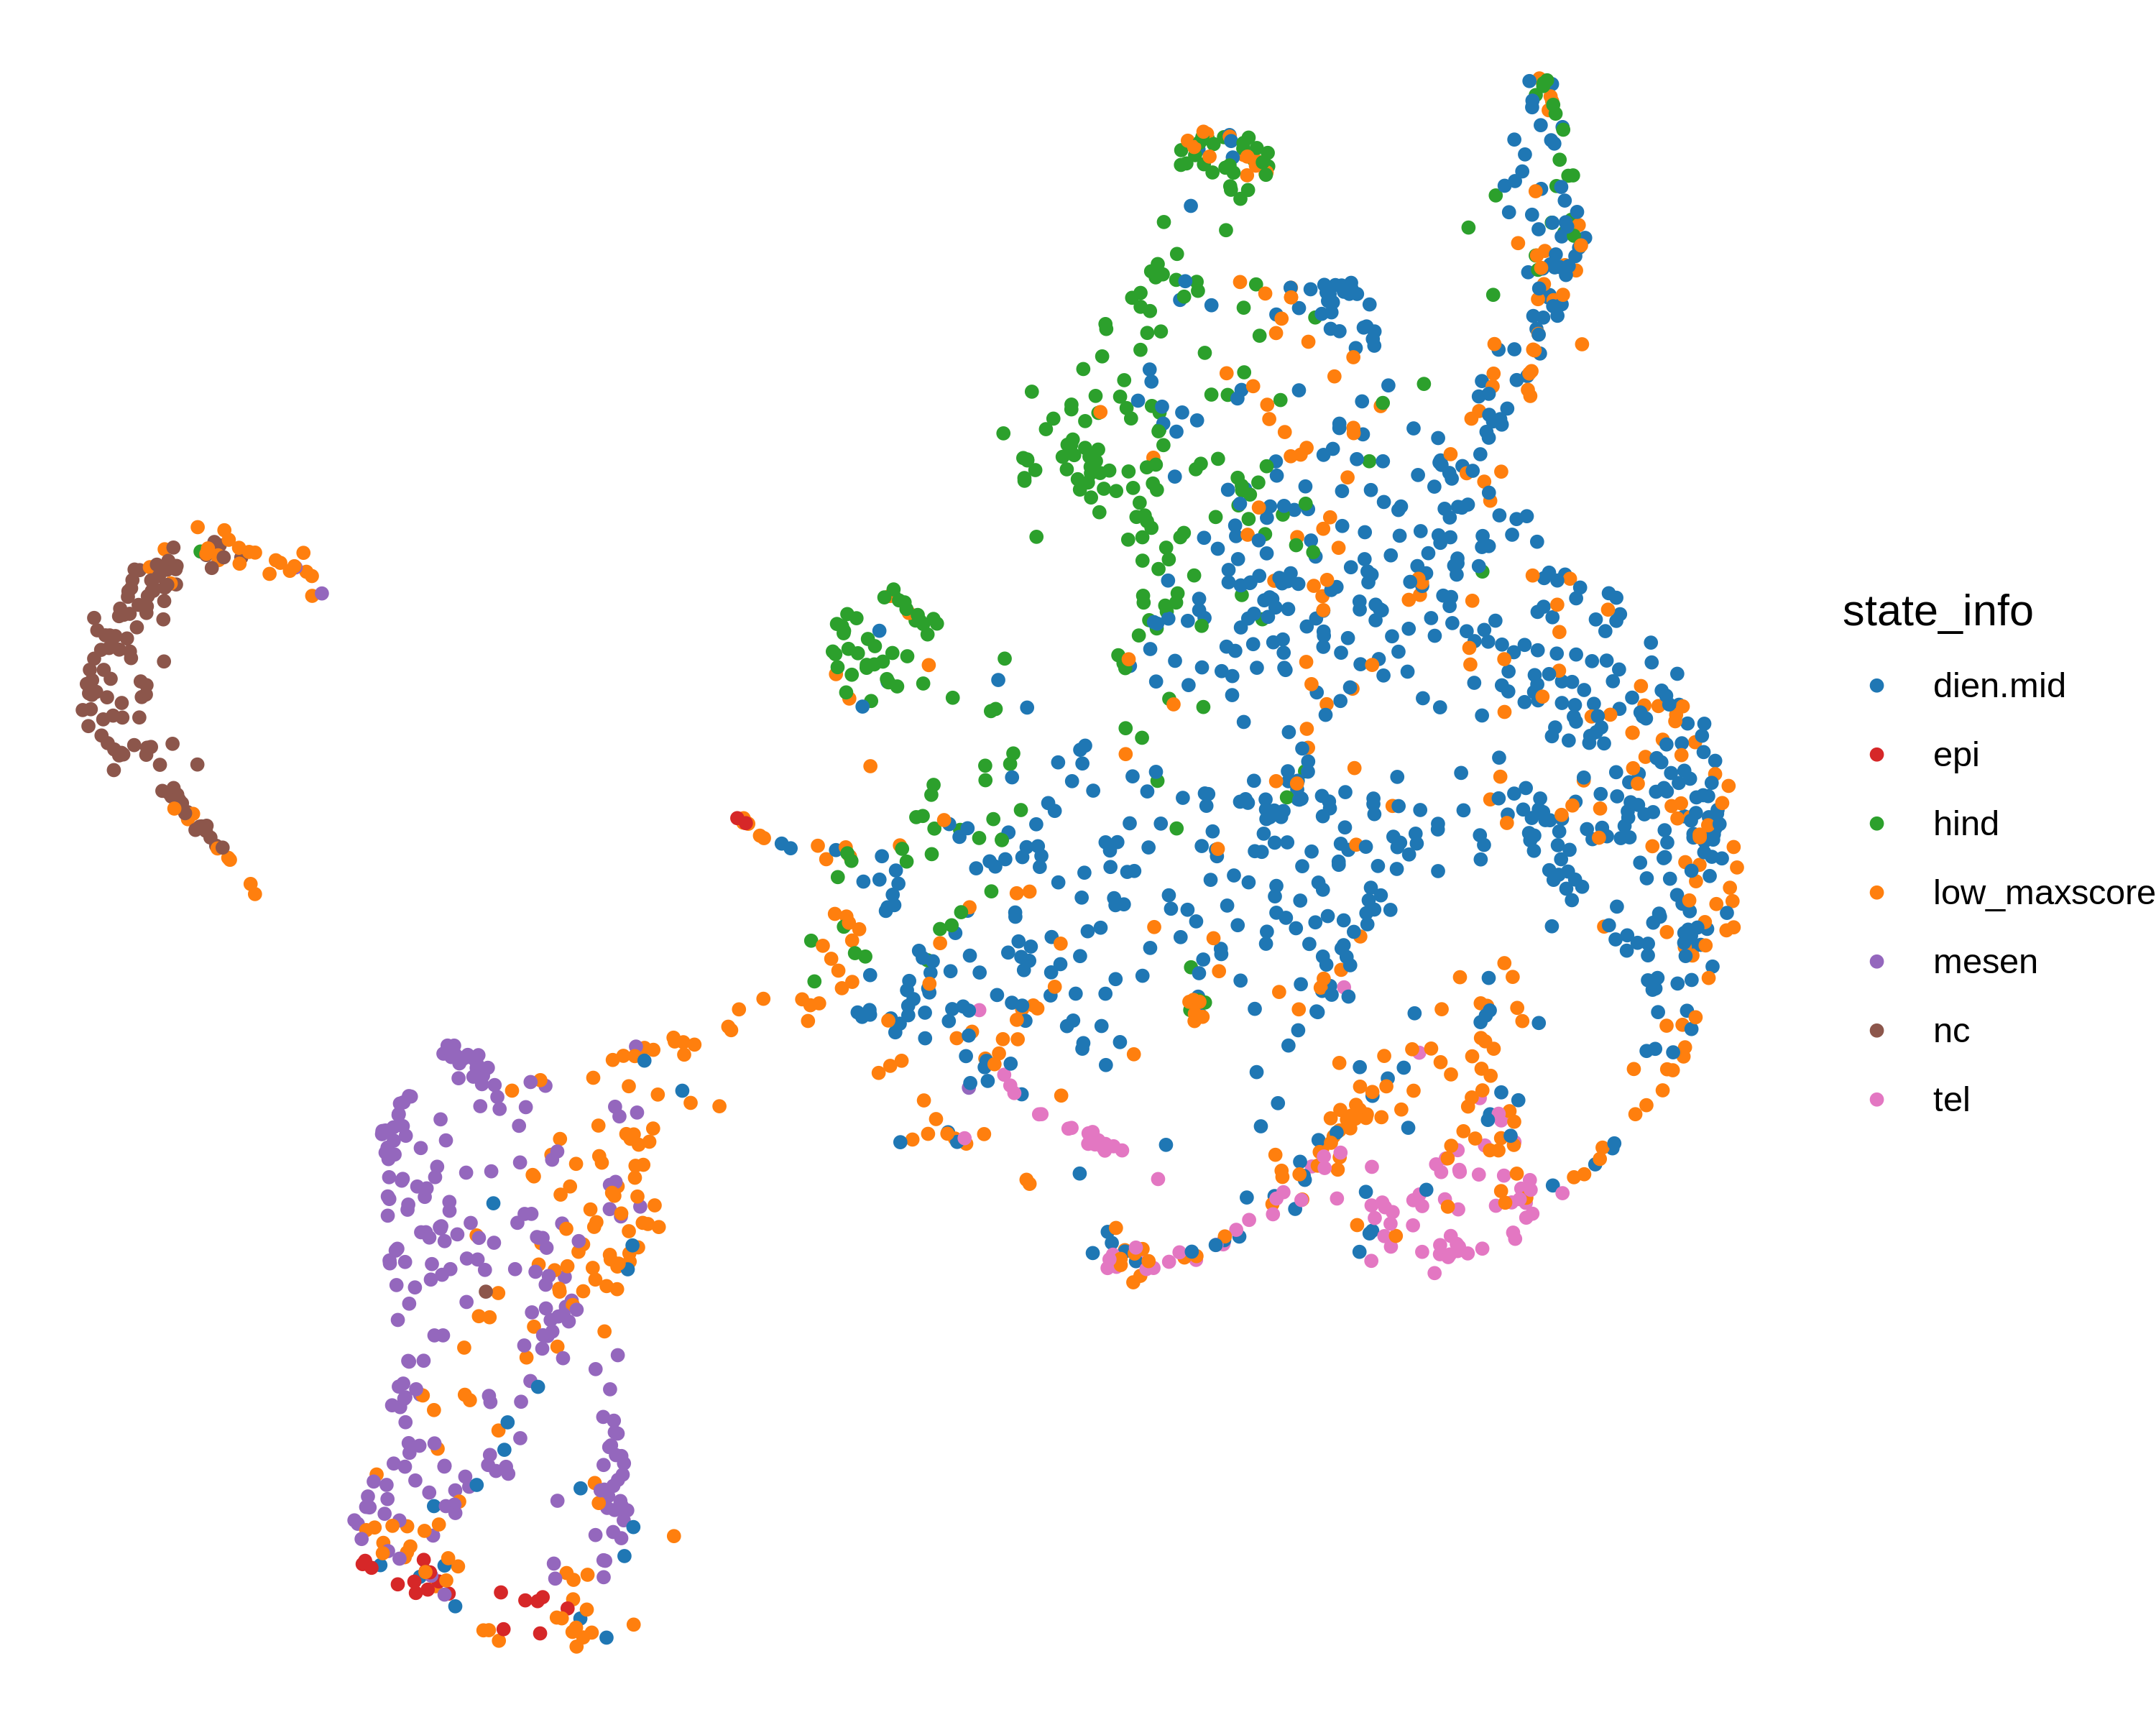 state_info
dien.mid
epi
hind
low_maxscore
mesen
nc
tel